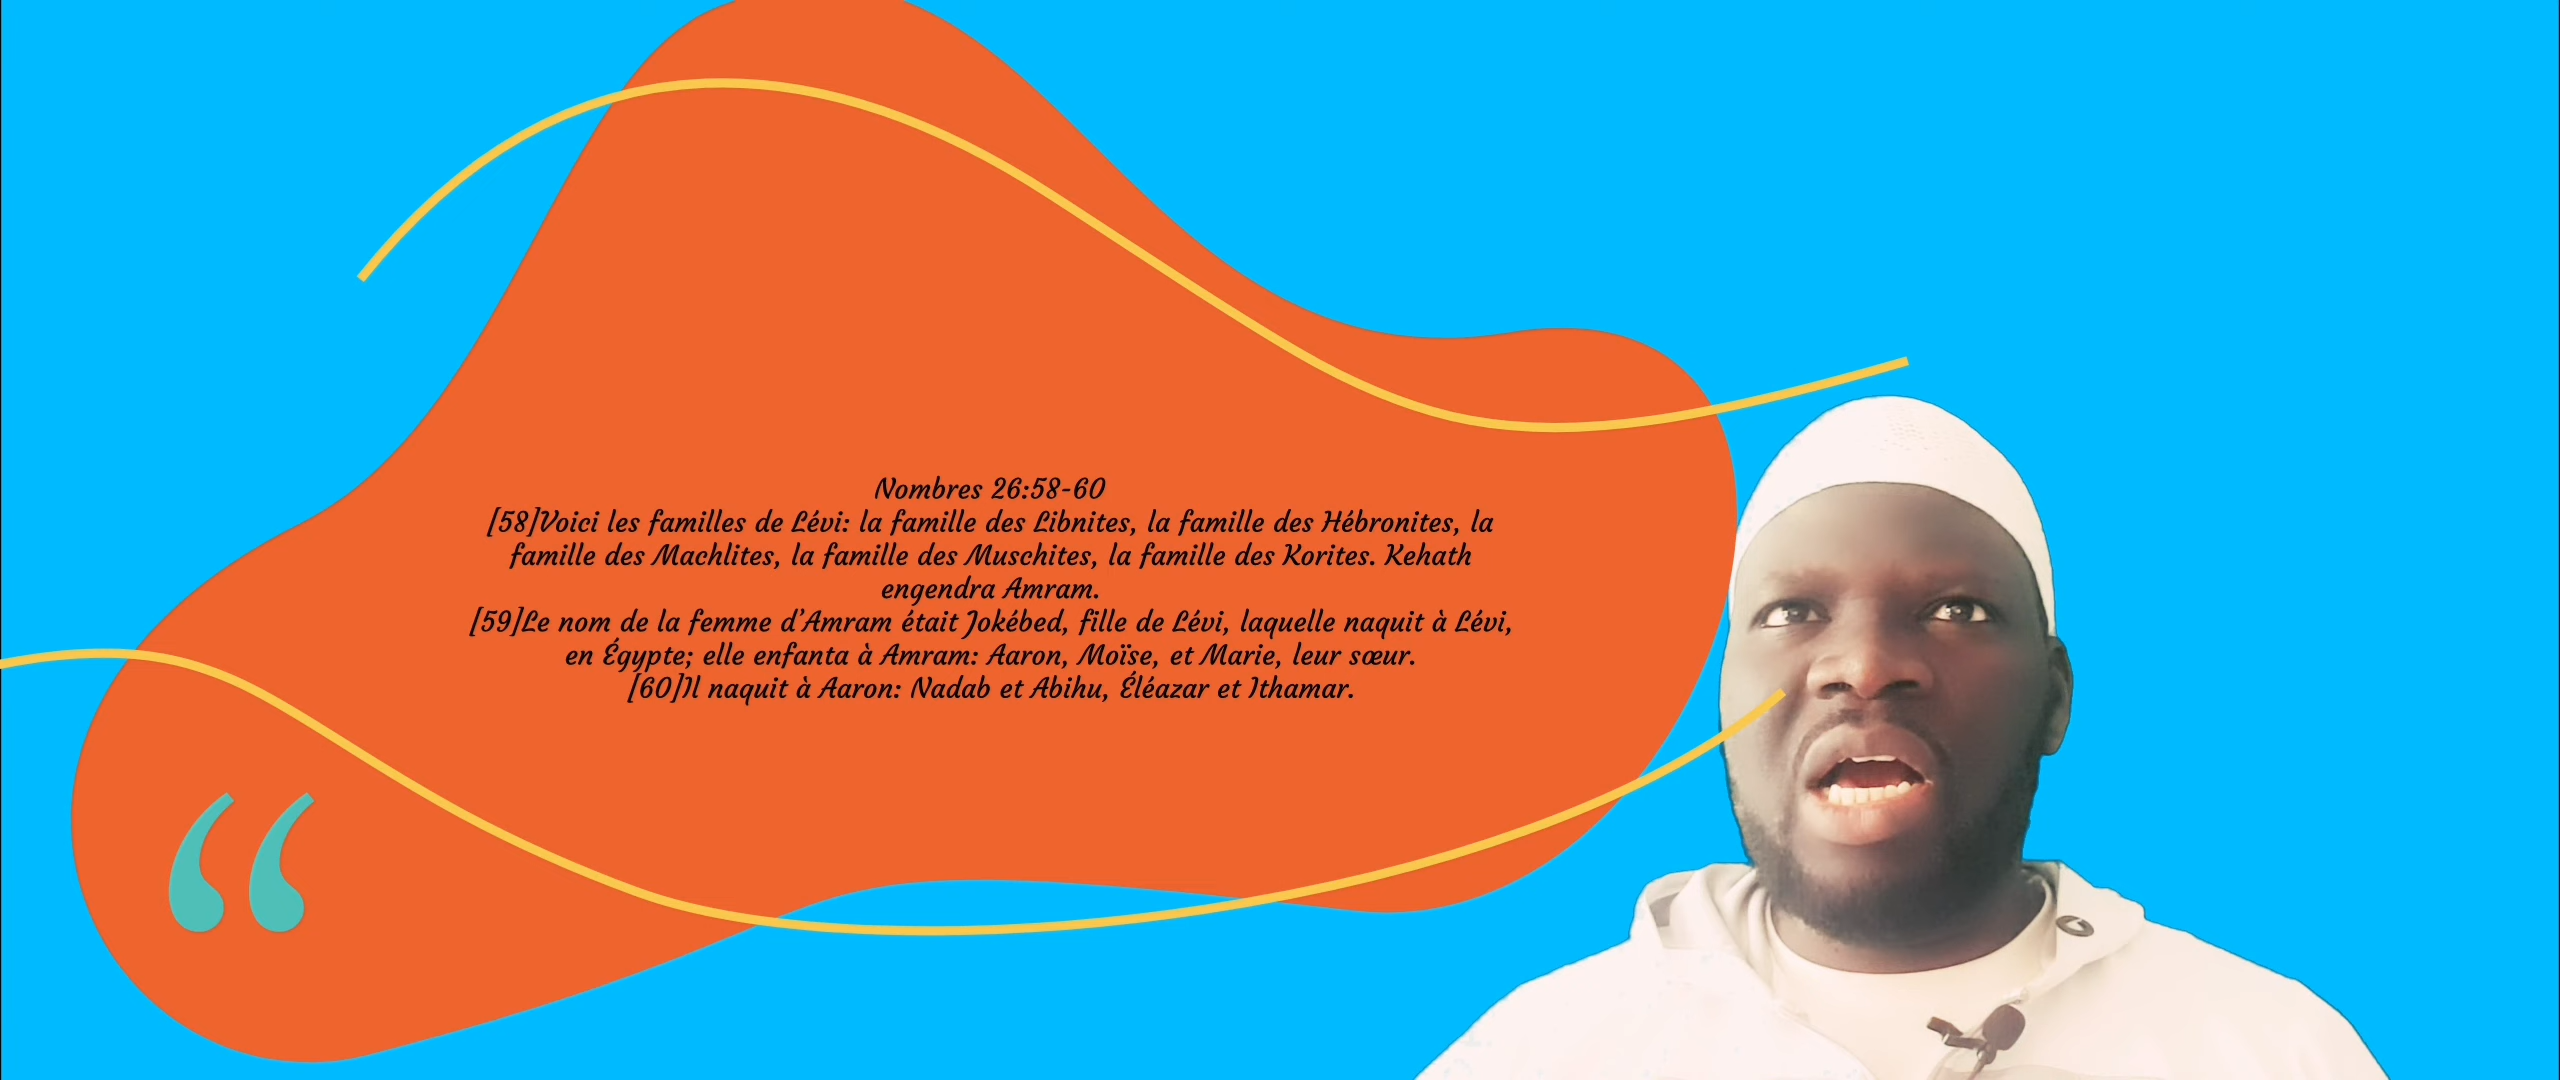 Nombres 26:58-60
[58]Voici les familles de Lévi: la famille des Libnites, la famille des Hébronites, la
famille des Machlites, la famille des Muschites, la famille des Korites. Kehath
engendra Amram.
[59]Le nom de la femme d’Amram était Jokébed, fille de Lévi, laquelle naquit à Lévi,
en Égypte; elle enfanta à Amram: Aaron, Moïse, et Marie, leur sœur.
[60]Il naquit à Aaron: Nadab et Abihu, Éléazar et Ithamar.
“